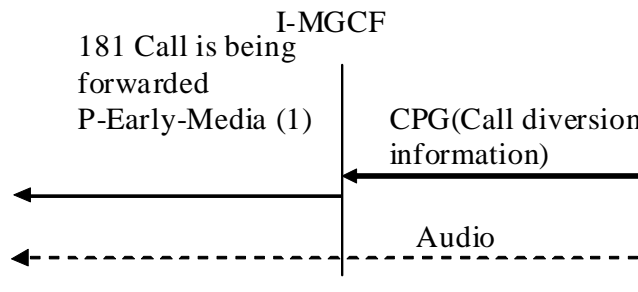 I-MGCF
181 Call is being
forwarded
P-Early-Media (1)
CPG(Call diversion
information)
Audio